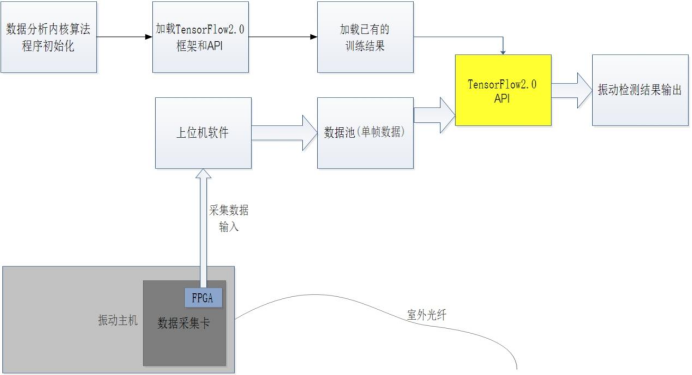 数据分析内核算法
程序初始化
加载TensorFlow2.0
框架和API
加载已有的
训练结果
TensorFlow2.0
API
振动检测结果输出
上位机软件
数据池(单帧数据)
采集数据
输入
FPGA
振动主机
数据采集卡
室外光纤